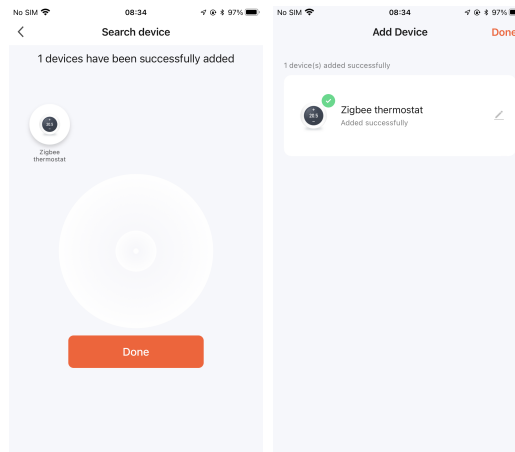 No SIM 08:34 97%
Search device
1 devices have been successfully added
Zigbee
thermostat
Done
No SIM 08:34 97%
Add Device Done
1 device(s) added successfully
Zigbee thermostat
Added successfully